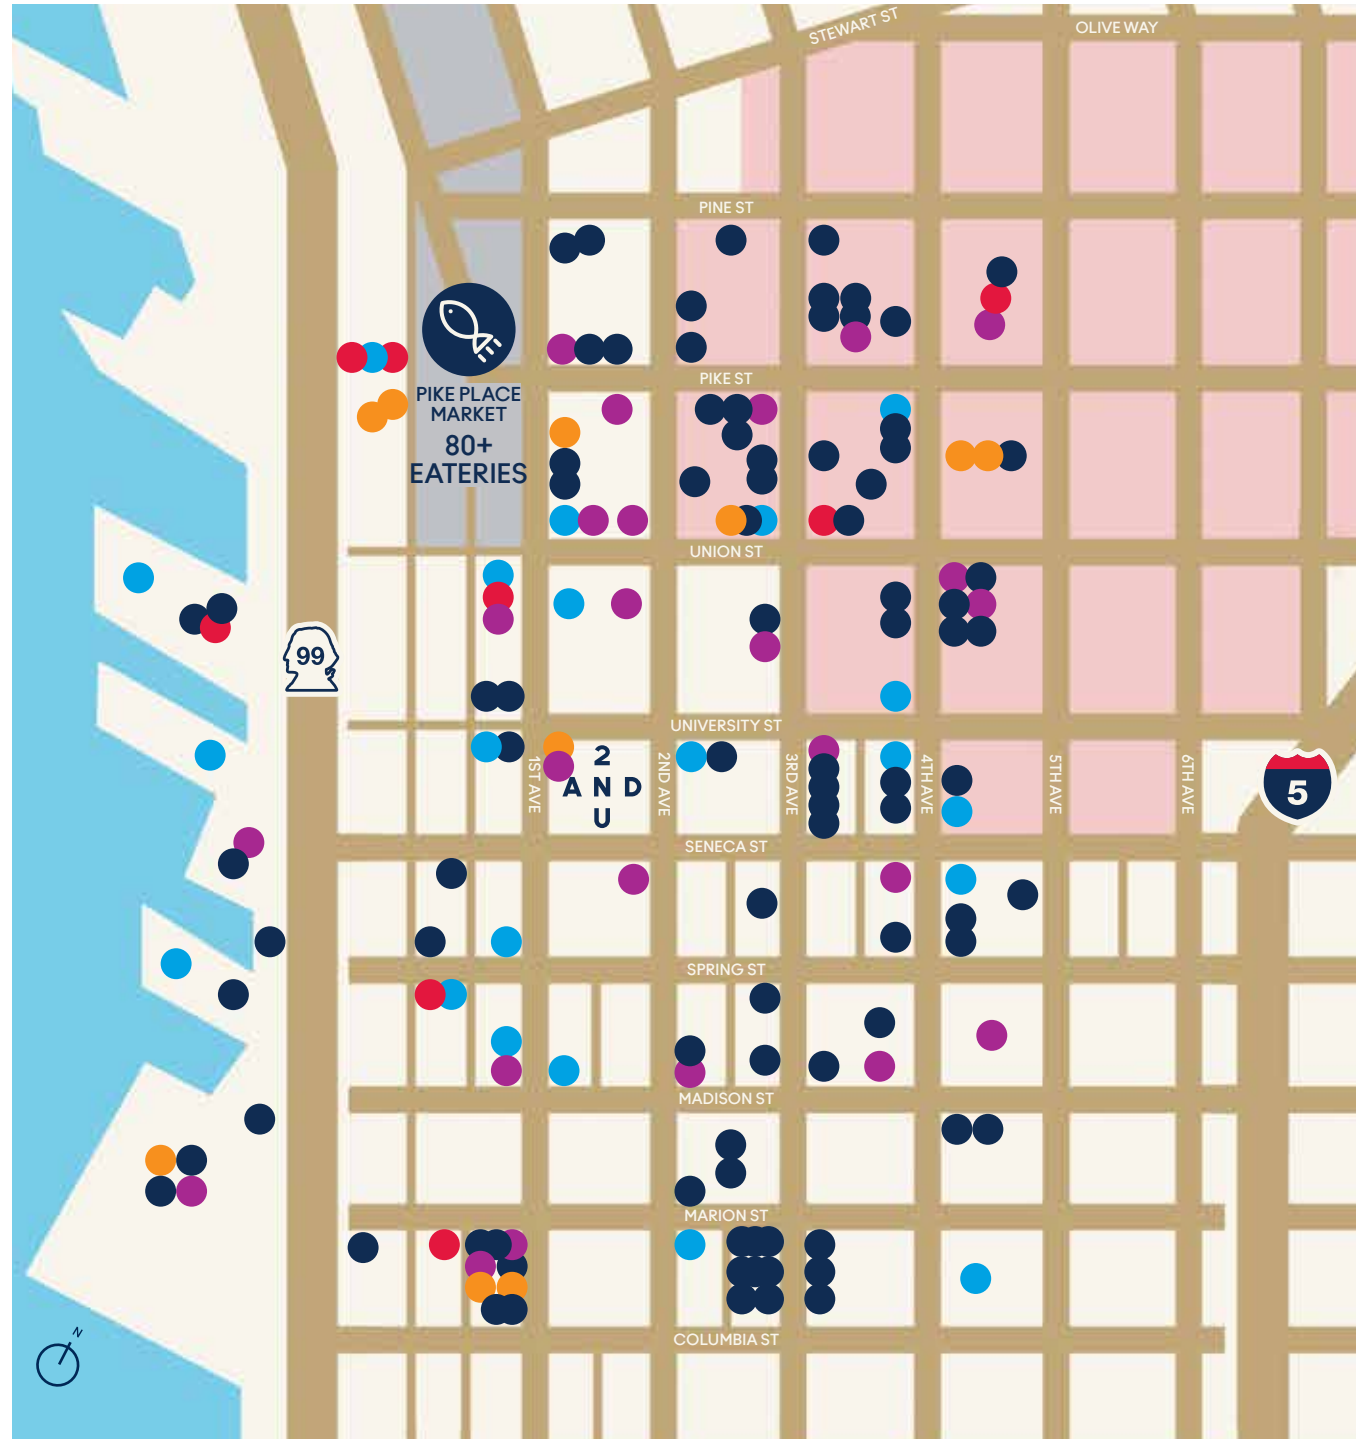 STEWART ST
OLIVE WAY
PINE ST
PIKE ST
PIKE PLACE
MARKET
80+
EATERIES
UNION ST
99
UNIVERSITY ST
2
AND
U
1ST AVE
2ND AVE
3RD AVE
4TH AVE
5TH AVE
6TH AVE
5
SENECA ST
SPRING ST
MADISON ST
MARION ST
COLUMBIA ST
N